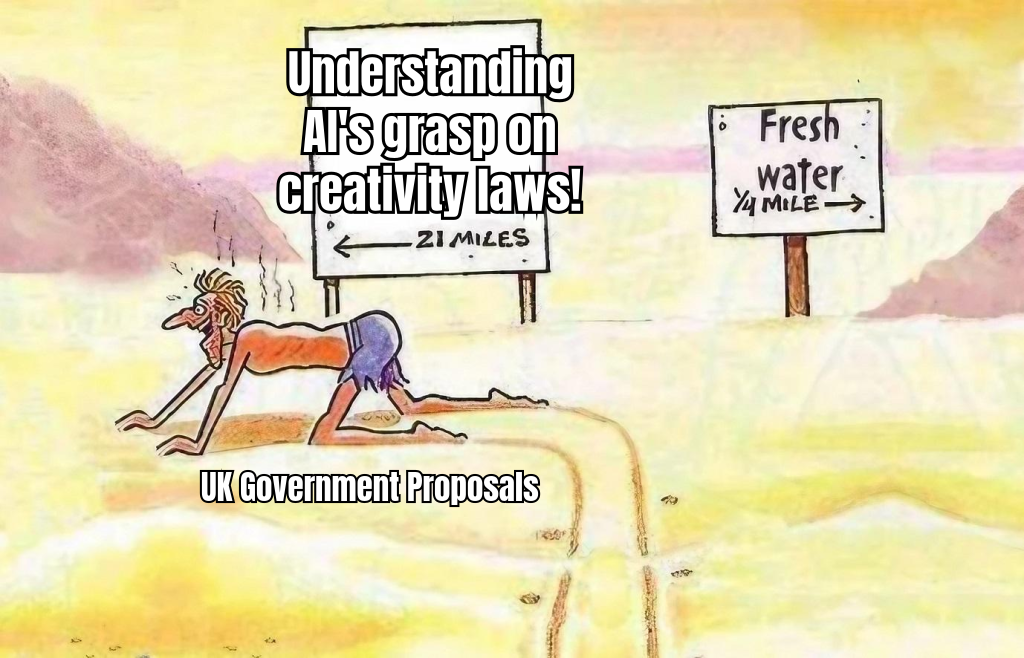 Understanding
AI's grasp on
creativity laws!
21 MILES
Fresh
water
1/4 MILE
UK Government Proposals